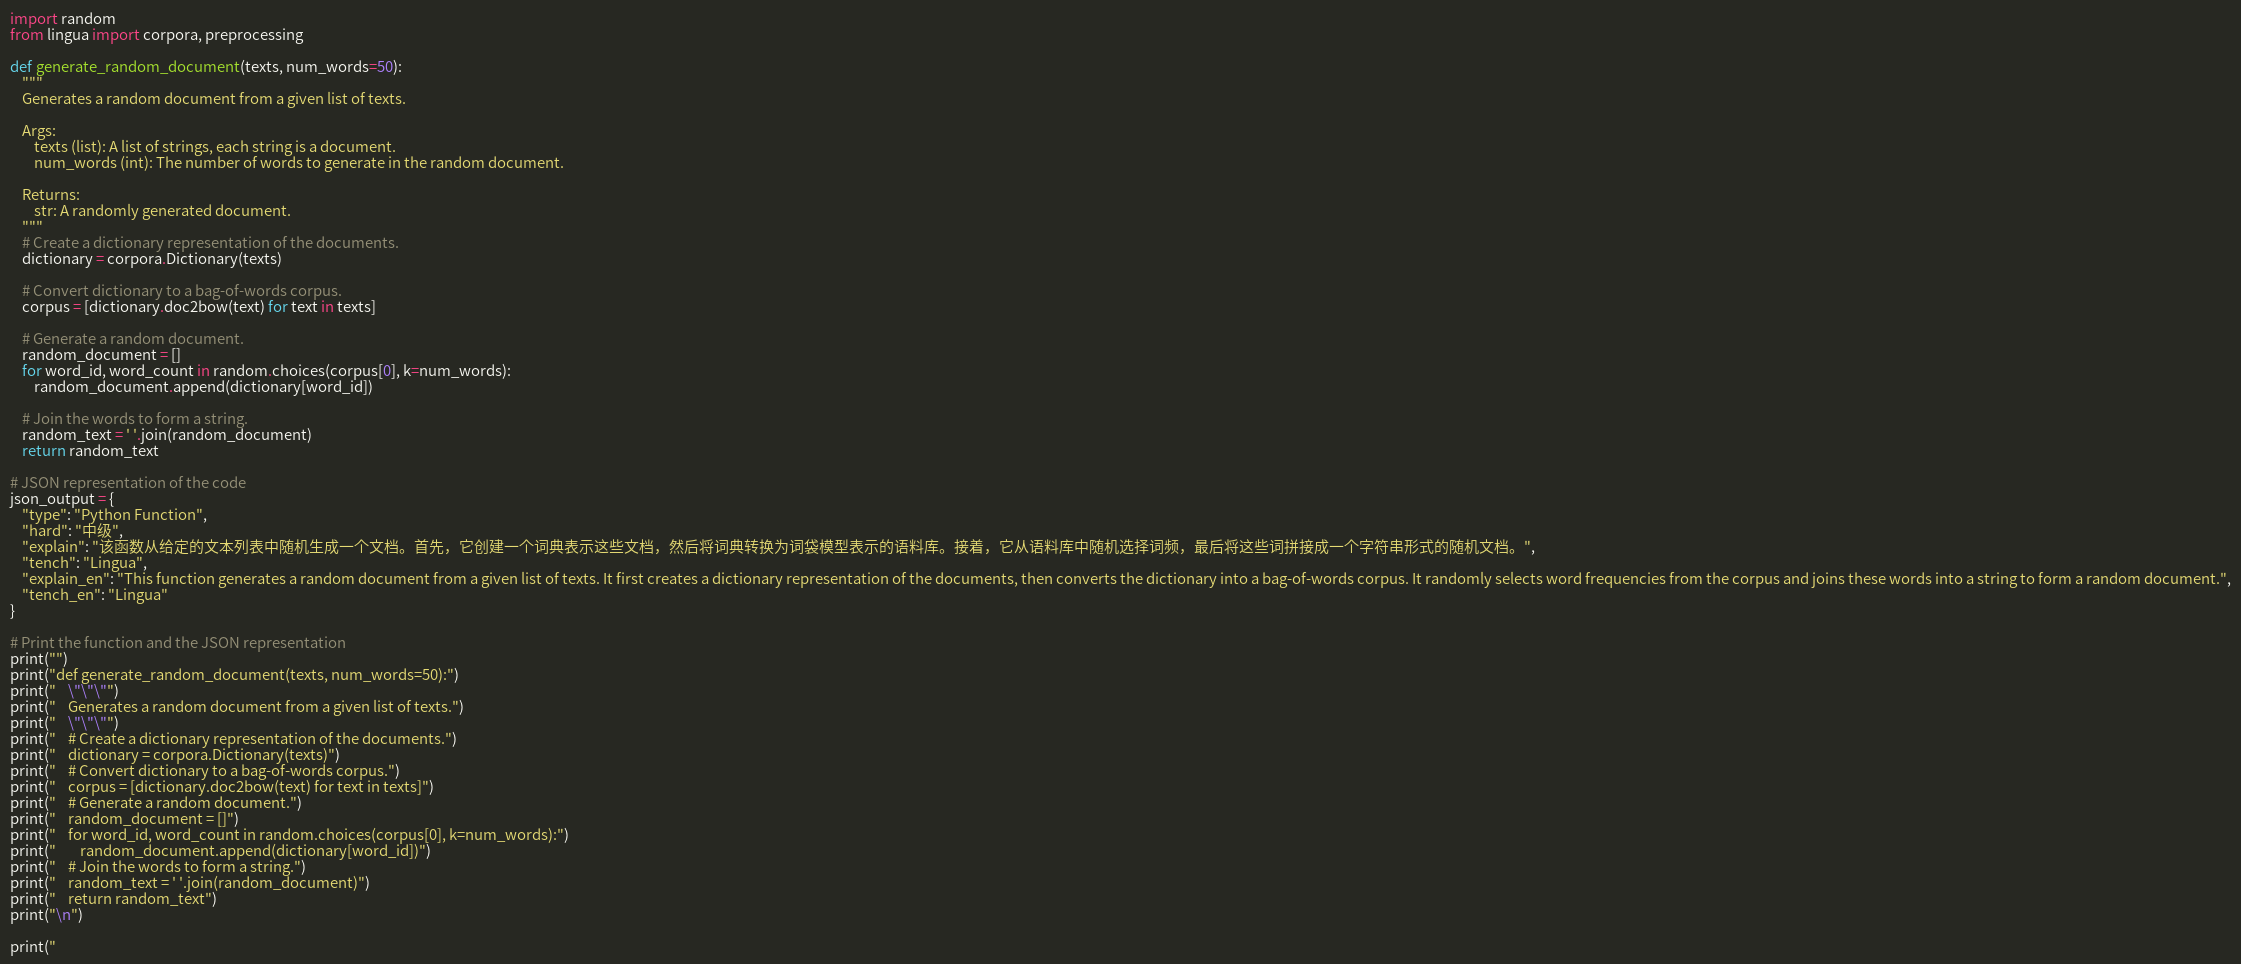 import random
from lingua import corpora, preprocessing

def generate_random_document(texts, num_words=50):
    """
    Generates a random document from a given list of texts.

    Args:
        texts (list): A list of strings, each string is a document.
        num_words (int): The number of words to generate in the random document.

    Returns:
        str: A randomly generated document.
    """
    # Create a dictionary representation of the documents.
    dictionary = corpora.Dictionary(texts)

    # Convert dictionary to a bag-of-words corpus.
    corpus = [dictionary.doc2bow(text) for text in texts]

    # Generate a random document.
    random_document = []
    for word_id, word_count in random.choices(corpus[0], k=num_words):
        random_document.append(dictionary[word_id])

    # Join the words to form a string.
    random_text = ' '.join(random_document)
    return random_text

# JSON representation of the code
json_output = {
    "type": "Python Function",
    "hard": "中级",
    "explain": "该函数从给定的文本列表中随机生成一个文档。首先，它创建一个词典表示这些文档，然后将词典转换为词袋模型表示的语料库。接着，它从语料库中随机选择词频，最后将这些词拼接成一个字符串形式的随机文档。",
    "tench": "Lingua",
    "explain_en": "This function generates a random document from a given list of texts. It first creates a dictionary representation of the documents, then converts the dictionary into a bag-of-words corpus. It randomly selects word frequencies from the corpus and joins these words into a string to form a random document.",
    "tench_en": "Lingua"
}

# Print the function and the JSON representation
print("")
print("def generate_random_document(texts, num_words=50):")
print("    \"\"\"")
print("    Generates a random document from a given list of texts.")
print("    \"\"\"")
print("    # Create a dictionary representation of the documents.")
print("    dictionary = corpora.Dictionary(texts)")
print("    # Convert dictionary to a bag-of-words corpus.")
print("    corpus = [dictionary.doc2bow(text) for text in texts]")
print("    # Generate a random document.")
print("    random_document = []")
print("    for word_id, word_count in random.choices(corpus[0], k=num_words):")
print("        random_document.append(dictionary[word_id])")
print("    # Join the words to form a string.")
print("    random_text = ' '.join(random_document)")
print("    return random_text")
print("\n")

print("